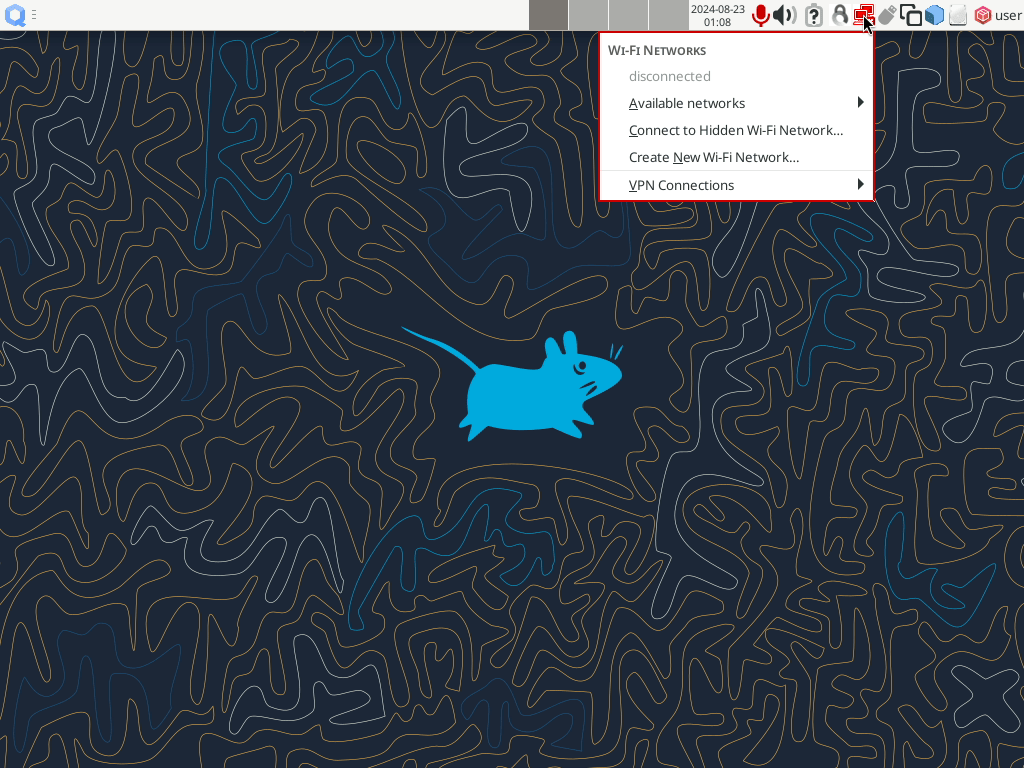 2024-08-23
01:08
user
Wi-Fi Networks
disconnected
Available networks
Connect to Hidden Wi-Fi Network...
Create New Wi-Fi Network...
VPN Connections